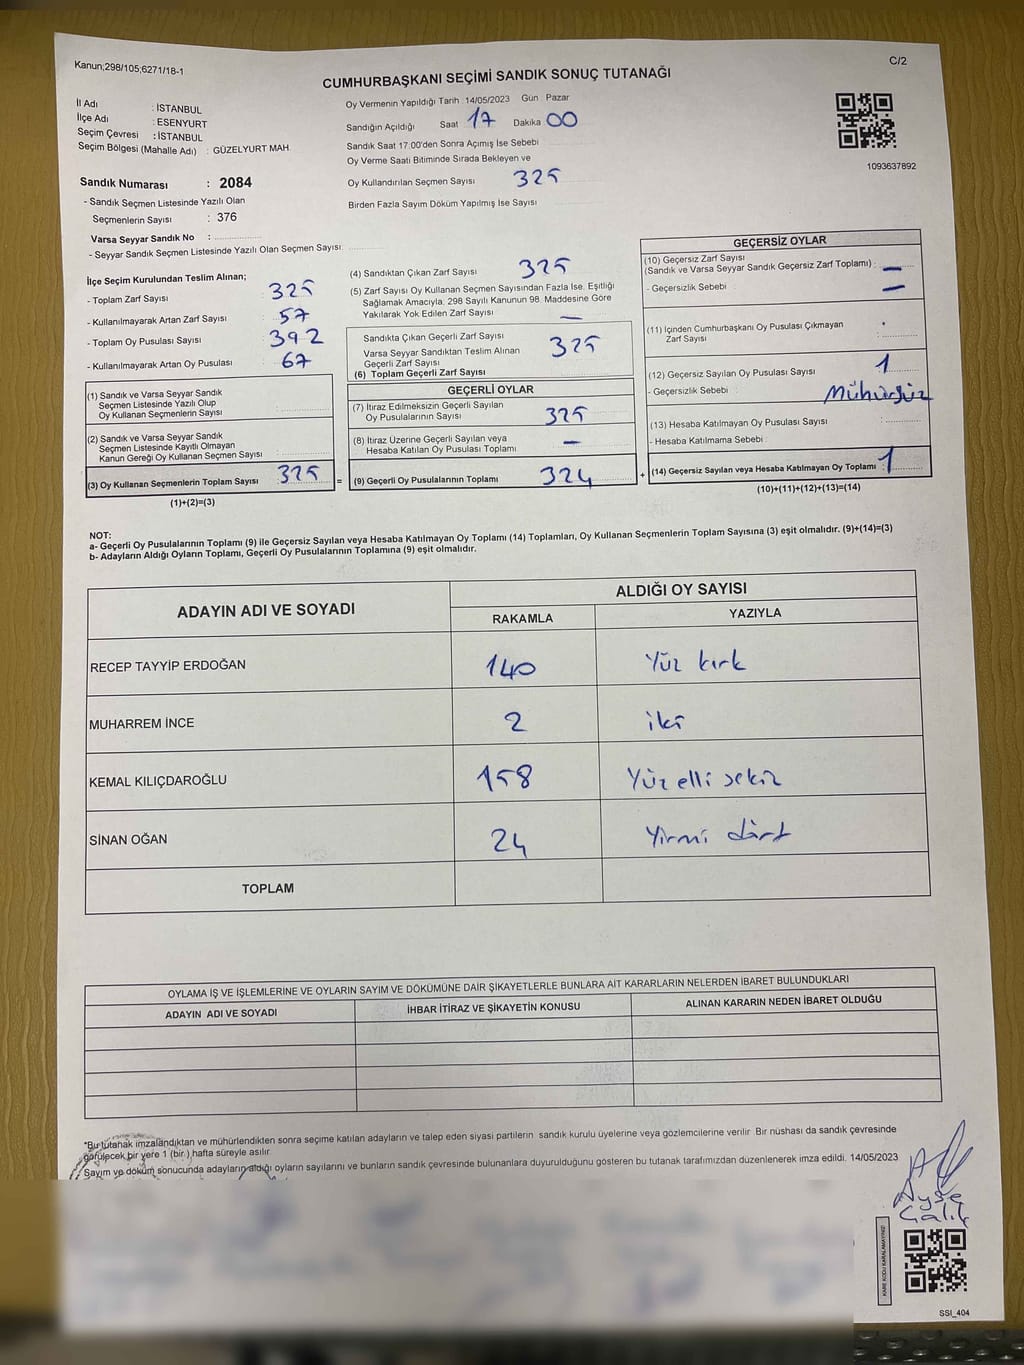 Kanun;298/105;6271/18-1
C/2
CUMHURBAŞKANI SEÇİMİ SANDIK SONUÇ TUTANAĞI
İl Adı : İSTANBUL
İlçe Adı : ESENYURT
Seçim Çevresi : İSTANBUL
Seçim Bölgesi (Mahalle Adı) : GÜZELYURT MAH.
Sandık Numarası : 2084
- Sandık Seçmen Listesinde Yazılı Olan
Seçmenlerin Sayısı : 376
Varsa Seyyar Sandık No :
- Seyyar Sandık Seçmen Listesinde Yazılı Olan Seçmen Sayısı:
Oy Vermenin Yapıldığı Tarih : 14/05/2023 Gün : Pazar
Sandığın Açıldığı Saat 17 Dakika 00
Sandık Saat 17:00'den Sonra Açımış İse Sebebi
Oy Verme Saati Bitiminde Sırada Bekleyen ve
Oy Kullandırılan Seçmen Sayısı 325
Birden Fazla Sayım Döküm Yapılmış İse Sayısı
1093637892
İlçe Seçim Kurulundan Teslim Alınan;
- Toplam Zarf Sayısı : 325
- Kullanılmayarak Artan Zarf Sayısı : 57
- Toplam Oy Pusulası Sayısı : 392
- Kullanılmayarak Artan Oy Pusulası : 67
(1) Sandık ve Varsa Seyyar Sandık
Seçmen Listesinde Yazılı Olup
Oy Kullanan Seçmenlerin Sayısı :
(2) Sandık ve Varsa Seyyar Sandık
Seçmen Listesinde Kayıtlı Olmayan
Kanun Gereği Oy Kullanan Seçmen Sayısı :
(3) Oy Kullanan Seçmenlerin Toplam Sayısı : 325
(1)+(2)=(3)
(4) Sandıktan Çıkan Zarf Sayısı 325
(5) Zarf Sayısı Oy Kullanan Seçmen Sayısından Fazla İse, Eşitliği
Sağlamak Amacıyla, 298 Sayılı Kanunun 98. Maddesine Göre
Yakılarak Yok Edilen Zarf Sayısı —
Sandıkta Çıkan Geçerli Zarf Sayısı
Varsa Seyyar Sandıktan Teslim Alınan
Geçerli Zarf Sayısı 325
(6) Toplam Geçerli Zarf Sayısı
GEÇERLİ OYLAR
(7) İtiraz Edilmeksizin Geçerli Sayılan
Oy Pusulalarının Sayısı 325
(8) İtiraz Üzerine Geçerli Sayılan veya
Hesaba Katılan Oy Pusulası Toplamı —
= (9) Geçerli Oy Pusulalarının Toplamı 324
GEÇERSİZ OYLAR
(10) Geçersiz Zarf Sayısı
(Sandık ve Varsa Seyyar Sandık Geçersiz Zarf Toplamı) : —
- Geçersizlik Sebebi : —
(11) İçinden Cumhurbaşkanı Oy Pusulası Çıkmayan
Zarf Sayısı
(12) Geçersiz Sayılan Oy Pusulası Sayısı : 1
- Geçersizlik Sebebi : Mühürsüz
(13) Hesaba Katılmayan Oy Pusulası Sayısı :
- Hesaba Katılmama Sebebi :
+ (14) Geçersiz Sayılan veya Hesaba Katılmayan Oy Toplamı : 1
(10)+(11)+(12)+(13)=(14)
NOT:
a- Geçerli Oy Pusulalarının Toplamı (9) ile Geçersiz Sayılan veya Hesaba Katılmayan Oy Toplamı (14) Toplamları, Oy Kullanan Seçmenlerin Toplam Sayısına (3) eşit olmalıdır. (9)+(14)=(3)
b- Adayların Aldığı Oyların Toplamı, Geçerli Oy Pusulalarının Toplamına (9) eşit olmalıdır.
ADAYIN ADI VE SOYADI
ALDIĞI OY SAYISI
RAKAMLA YAZIYLA
RECEP TAYYİP ERDOĞAN 140 Yüz kırk
MUHARREM İNCE 2 iki
KEMAL KILIÇDAROĞLU 158 Yüz elli sekiz
SİNAN OĞAN 24 Yirmi dört
TOPLAM
OYLAMA İŞ VE İŞLEMLERİNE VE OYLARIN SAYIM VE DÖKÜMÜNE DAİR ŞİKAYETLERLE BUNLARA AİT KARARLARIN NELERDEN İBARET BULUNDUKLARI
ADAYIN ADI VE SOYADI İHBAR İTİRAZ VE ŞİKAYETİN KONUSU ALINAN KARARIN NEDEN İBARET OLDUĞU
*Bu tutanak imzalandıktan ve mühürlendikten sonra seçime katılan adayların ve talep eden siyasi partilerin sandık kurulu üyelerine veya gözlemcilerine verilir. Bir nüshası da sandık çevresinde
görülecek bir yere 1 (bir ) hafta süreyle asılır.
Sayım ve döküm sonucunda adayların aldığı oyların sayılarını ve bunların sandık çevresinde bulunanlara duyurulduğunu gösteren bu tutanak tarafımızdan düzenlenerek imza edildi. 14/05/2023
Ayşe
Çalık
KARE KODU KARALAMAYINIZ!
SSI_404